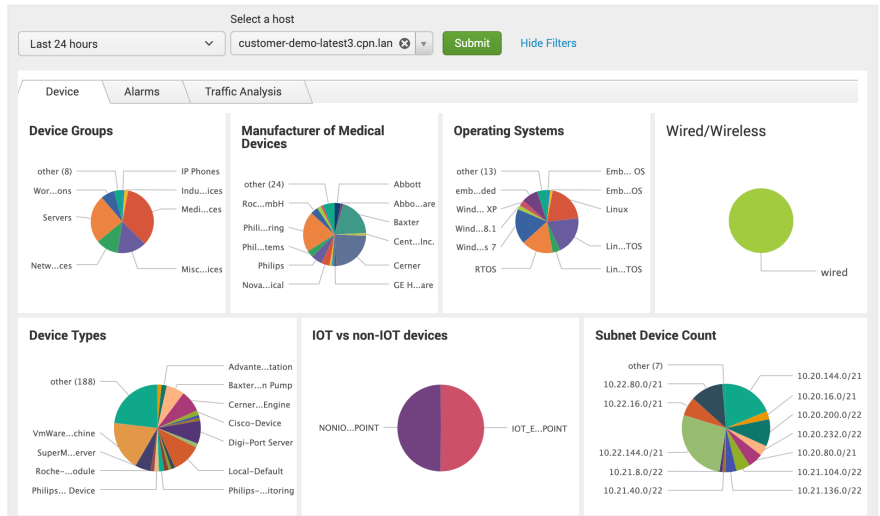 Select a host
Last 24 hours
customer-demo-latest3.cpn.lan
Submit
Hide Filters
Device
Alarms
Traffic Analysis
Device Groups
other (8)
Wor...ons
Servers
Netw...ces
IP Phones
Indu...ices
Medi...ces
Misc...ices
Manufacturer of Medical
Devices
other (24)
Roc...mbH
Phili...ring
Phil...tems
Philips
Nova...ical
Abbott
Abbo...are
Baxter
Cent...Inc.
Cerner
GE H...are
Operating Systems
other (13)
emb...ded
Wind... XP
Wind...8.1
Wind...s 7
RTOS
Emb... OS
Emb...OS
Linux
Lin...TOS
Lin...TOS
Wired/Wireless
wired
Device Types
other (188)
VmWare...chine
SuperM...erver
Roche-...odule
Philips... Device
Advante...tation
Baxter...n Pump
Cerner...Engine
Cisco-Device
Digi-Port Server
Local-Default
Philips-...itoring
IOT vs non-IOT devices
NONIO...POINT
IOT_E...POINT
Subnet Device Count
other (7)
10.22.80.0/21
10.22.16.0/21
10.22.144.0/21
10.21.8.0/22
10.21.40.0/22
10.20.144.0/21
10.20.16.0/21
10.20.200.0/22
10.20.232.0/22
10.20.80.0/21
10.21.104.0/22
10.21.136.0/22